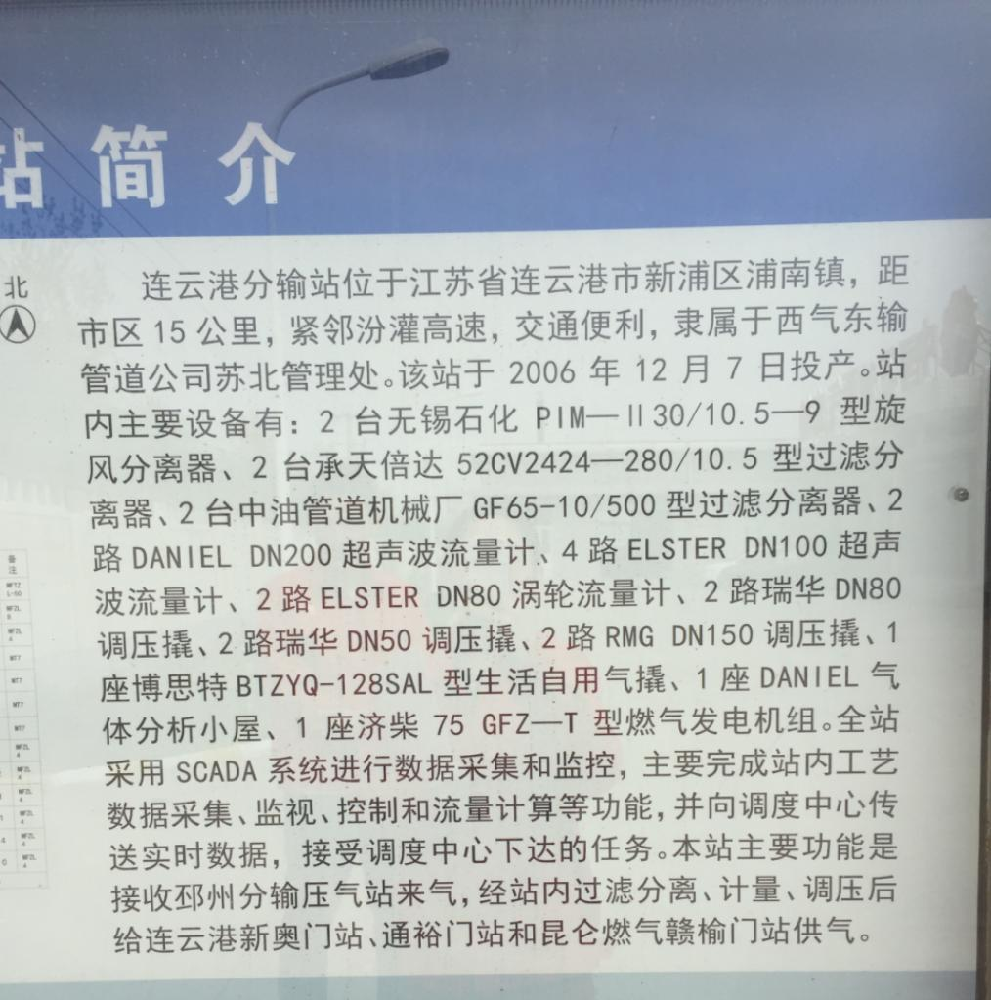 站简介
北
连云港分输站位于江苏省连云港市新浦区浦南镇，距
市区15公里，紧邻汾灌高速，交通便利，隶属于西气东输
管道公司苏北管理处。该站于 2006 年 12 月 7 日投产。站
内主要设备有：2 台无锡石化 PIM—Ⅱ30/10.5—9 型旋
风分离器、2 台承天倍达 52CV2424—280/10.5 型过滤分
离器、2 台中油管道机械厂 GF65-10/500 型过滤分离器、2
路 DANIEL DN200 超声波流量计、4 路 ELSTER DN100 超声
波流量计、2 路 ELSTER DN80 涡轮流量计、2 路瑞华 DN80
调压撬、2 路瑞华 DN50 调压撬、2 路 RMG DN150 调压撬、1
座博思特 BTZYQ-128SAL 型生活自用气撬、1 座 DANIEL 气
体分析小屋、1 座济柴 75 GFZ—T 型燃气发电机组。全站
采用 SCADA 系统进行数据采集和监控，主要完成站内工艺
数据采集、监视、控制和流量计算等功能，并向调度中心传
送实时数据，接受调度中心下达的任务。本站主要功能是
接收邳州分输压气站来气，经站内过滤分离、计量、调压后
给连云港新奥门站、通裕门站和昆仑燃气赣榆门站供气。
备
注